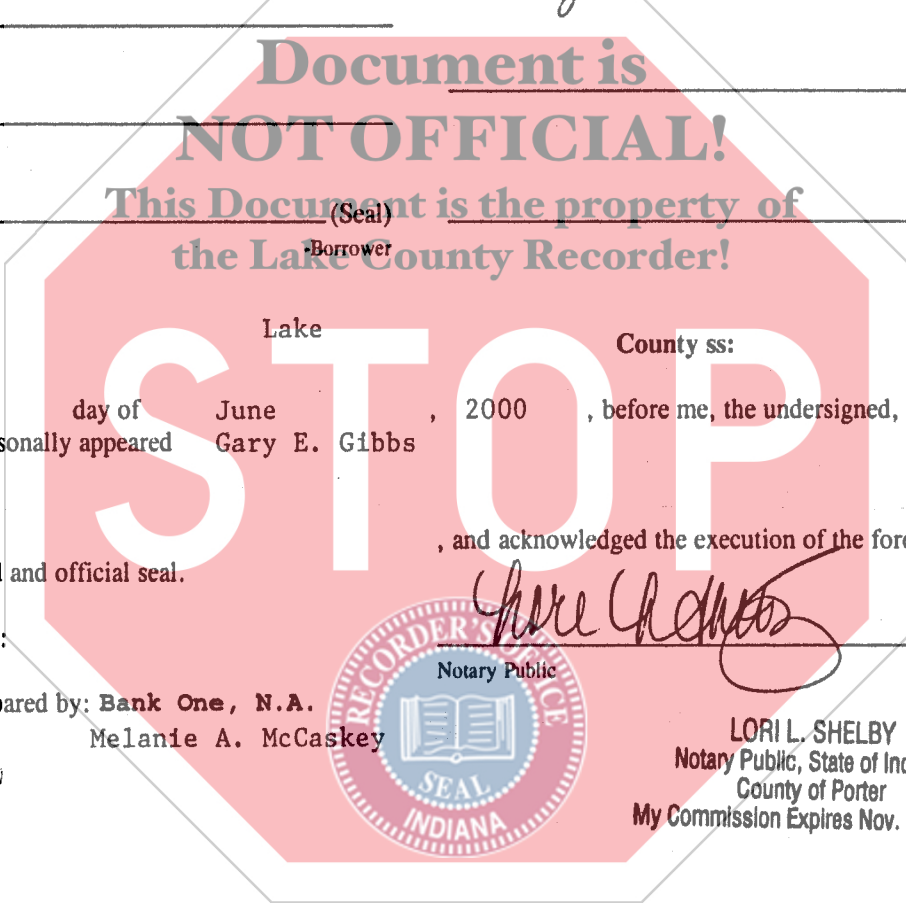 Document is
NOT OFFICIAL!
This Document is the property of
the Lake County Recorder!
(Seal)
-Borrower
STOP
Lake
County ss:
day of June , 2000 , before me, the undersigned,
sonally appeared Gary E. Gibbs
, and acknowledged the execution of the fore
and official seal.
Notary Public
ared by: Bank One, N.A.
Melanie A. McCaskey
RECORDER'S OFFICE
SEAL
INDIANA
LORI L. SHELBY
Notary Public, State of Ind
County of Porter
My Commission Expires Nov.